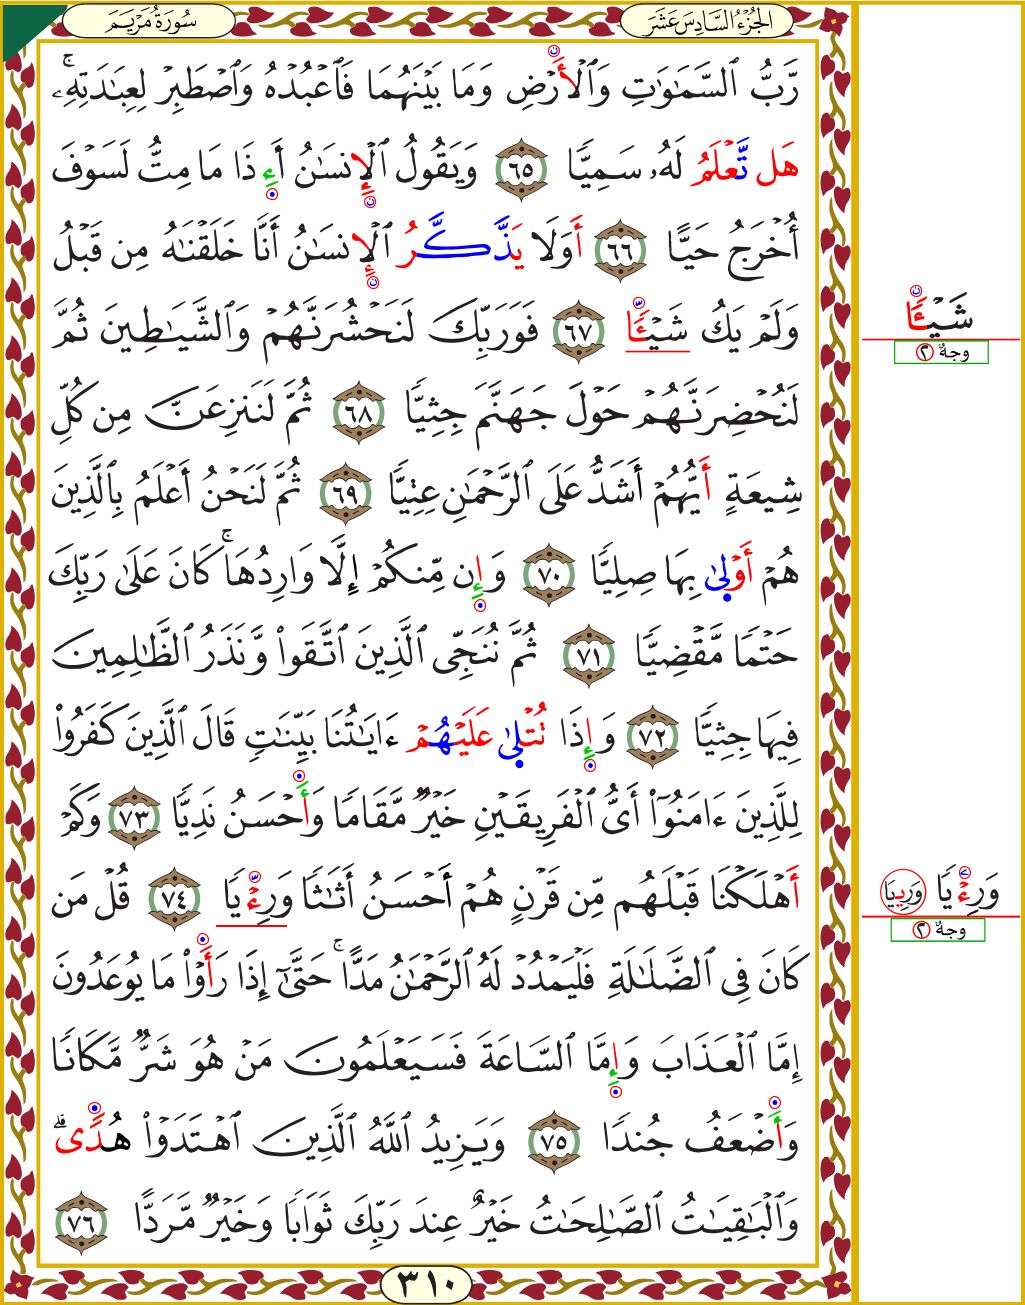 سُورَةُ مَرْيَم
الجُزْءُ السَّادِسَ عَشَرَ
رَّبُّ ٱلسَّمَٰوَٰتِ وَٱلْأَرْضِ وَمَا بَيْنَهُمَا فَٱعْبُدْهُ وَٱصْطَبِرْ لِعِبَٰدَتِهِۦۚ
هَل تَّعْلَمُ لَهُۥ سَمِيًّا ٦٥ وَيَقُولُ ٱلْإِنسَٰنُ أَءِذَا مَا مِتُّ لَسَوْفَ
أُخْرَجُ حَيًّا ٦٦ أَوَلَا يَذَّكَّرُ ٱلْإِنسَٰنُ أَنَّا خَلَقْنَٰهُ مِن قَبْلُ
وَلَمْ يَكُ شَيْـًٔا ٦٧ فَوَرَبِّكَ لَنَحْشُرَنَّهُمْ وَٱلشَّيَٰطِينَ ثُمَّ
لَنُحْضِرَنَّهُمْ حَوْلَ جَهَنَّمَ جِثِيًّا ٦٨ ثُمَّ لَنَنزِعَنَّ مِن كُلِّ
شِيعَةٍ أَيُّهُمْ أَشَدُّ عَلَى ٱلرَّحْمَٰنِ عِتِيًّا ٦٩ ثُمَّ لَنَحْنُ أَعْلَمُ بِٱلَّذِينَ
هُمْ أَوْلَىٰ بِهَا صِلِيًّا ٧٠ وَإِن مِّنكُمْ إِلَّا وَارِدُهَاۚ كَانَ عَلَىٰ رَبِّكَ
حَتْمًا مَّقْضِيًّا ٧١ ثُمَّ نُنَجِّى ٱلَّذِينَ ٱتَّقَوا۟ وَّنَذَرُ ٱلظَّٰلِمِينَ
فِيهَا جِثِيًّا ٧٢ وَإِذَا تُتْلَىٰ عَلَيْهُمْ ءَايَٰتُنَا بَيِّنَٰتٍ قَالَ ٱلَّذِينَ كَفَرُوا۟
لِلَّذِينَ ءَامَنُوٓا۟ أَىُّ ٱلْفَرِيقَيْنِ خَيْرٌ مَّقَامًا وَأَحْسَنُ نَدِيًّا ٧٣ وَكَمْ
أَهْلَكْنَا قَبْلَهُم مِّن قَرْنٍ هُمْ أَحْسَنُ أَثَٰثًا وَرِءْيًا ٧٤ قُلْ مَن
كَانَ فِى ٱلضَّلَٰلَةِ فَلْيَمْدُدْ لَهُ ٱلرَّحْمَٰنُ مَدًّاۚ حَتَّىٰٓ إِذَا رَأَوْا۟ مَا يُوعَدُونَ
إِمَّا ٱلْعَذَابَ وَإِمَّا ٱلسَّاعَةَ فَسَيَعْلَمُونَ مَنْ هُوَ شَرٌّ مَّكَانًا
وَأَضْعَفُ جُندًا ٧٥ وَيَزِيدُ ٱللَّهُ ٱلَّذِينَ ٱهْتَدَوْا۟ هُدًىۗ
وَٱلْبَٰقِيَٰتُ ٱلصَّٰلِحَٰتُ خَيْرٌ عِندَ رَبِّكَ ثَوَابًا وَخَيْرٌ مَّرَدًّا ٧٦
٣١٠
شَيْـًٔا
وجهٌ ٢
وَرِءْيًا وَرِييَا
وجهٌ ٢